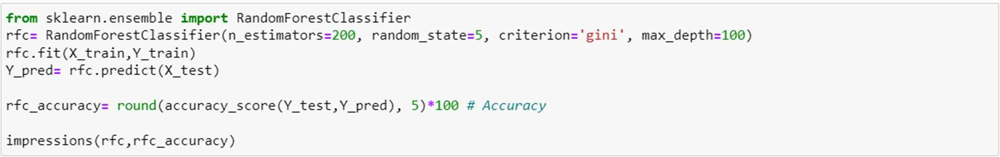 from sklearn.ensemble import RandomForestClassifier
rfc= RandomForestClassifier(n_estimators=200, random_state=5, criterion='gini', max_depth=100)
rfc.fit(X_train,Y_train)
Y_pred= rfc.predict(X_test)
rfc_accuracy= round(accuracy_score(Y_test,Y_pred), 5)*100 # Accuracy
impressions(rfc,rfc_accuracy)